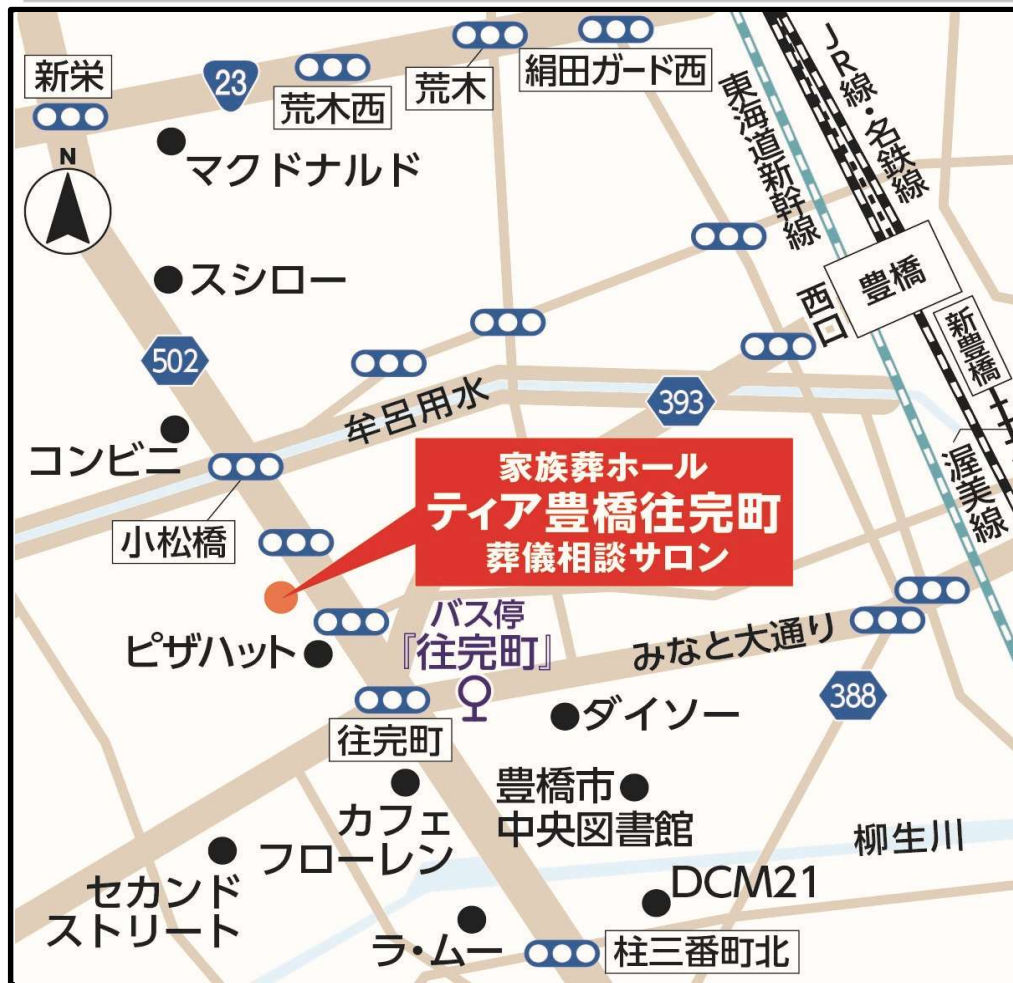 新栄
23
荒木西
荒木
絹田ガード西
マクドナルド
N
東海道新幹線
JR線・名鉄線
スシロー
豊橋
西口
新豊橋
502
393
牟呂用水
コンビニ
小松橋
渥美線
家族葬ホール
ティア豊橋往完町
葬儀相談サロン
バス停
『往完町』
ピザハット
みなと大通り
388
往完町
ダイソー
カフェ
フローレン
豊橋市
中央図書館
柳生川
セカンド
ストリート
DCM21
ラ・ムー
柱三番町北